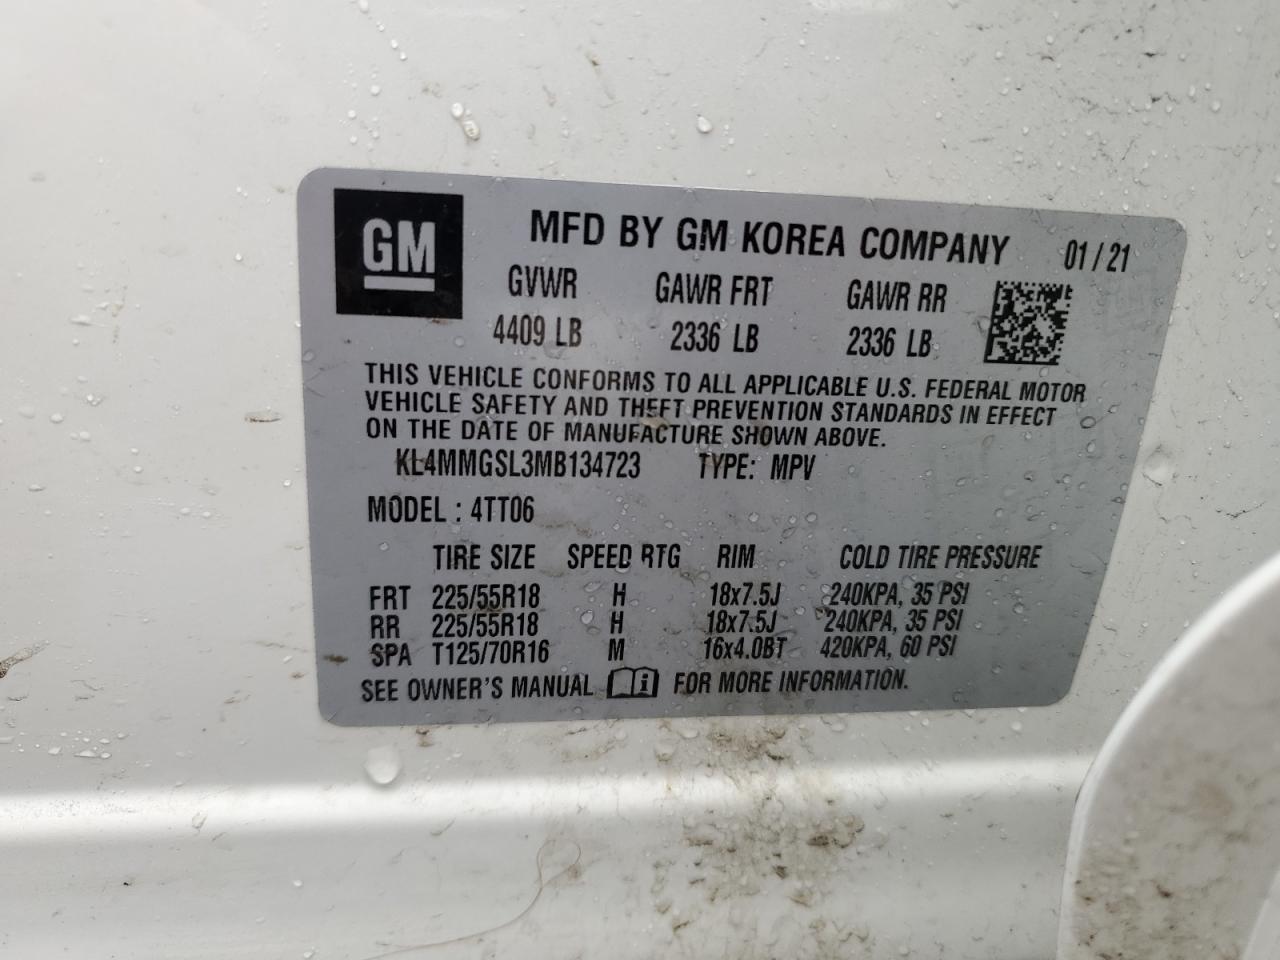 GM MFD BY GM KOREA COMPANY 01/21
GVWR GAWR FRT GAWR RR
4409 LB 2336 LB 2336 LB
THIS VEHICLE CONFORMS TO ALL APPLICABLE U.S. FEDERAL MOTOR
VEHICLE SAFETY AND THEFT PREVENTION STANDARDS IN EFFECT
ON THE DATE OF MANUFACTURE SHOWN ABOVE.
KL4MMGSL3MB134723 TYPE: MPV
MODEL : 4TT06
TIRE SIZE SPEED RTG RIM COLD TIRE PRESSURE
FRT 225/55R18 H 18x7.5J 240KPA, 35 PSI
RR 225/55R18 H 18x7.5J 240KPA, 35 PSI
SPA T125/70R16 M 16x4.0BT 420KPA, 60 PSI
SEE OWNER'S MANUAL i FOR MORE INFORMATION.